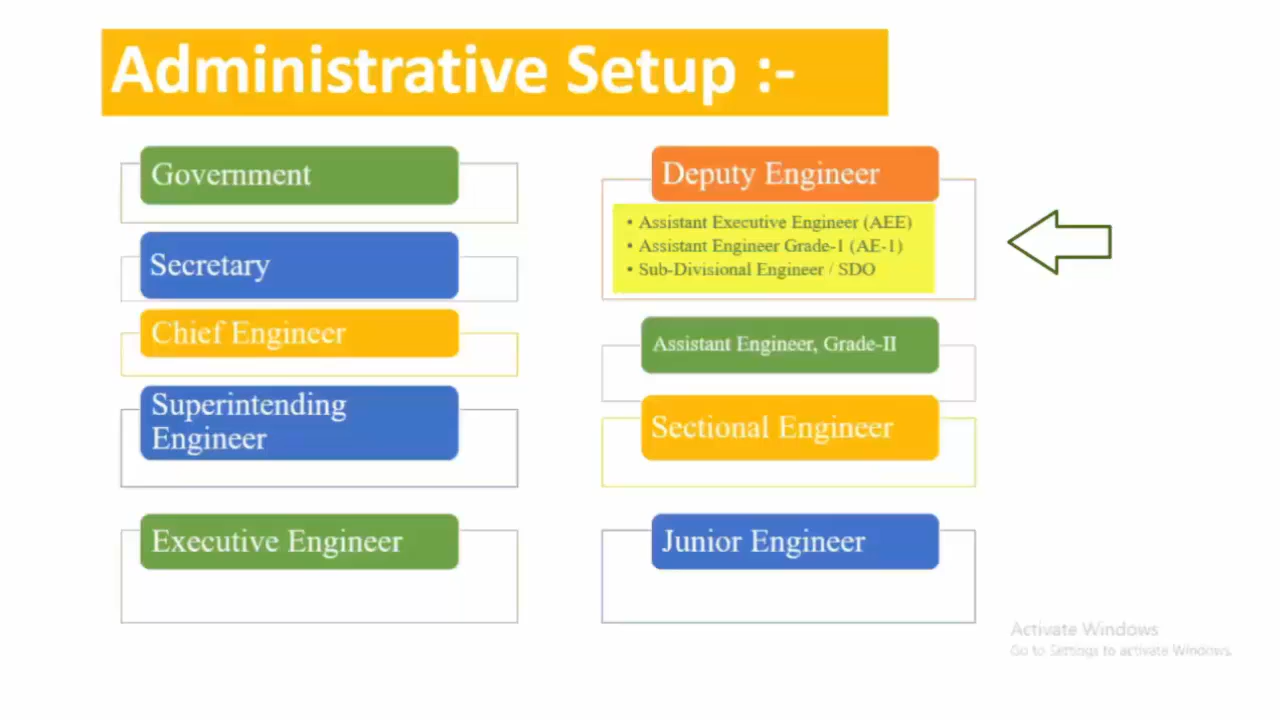 Administrative Setup :-
Government
Secretary
Chief Engineer
Superintending
Engineer
Executive Engineer
Deputy Engineer
• Assistant Executive Engineer (AEE)
• Assistant Engineer Grade-1 (AE-1)
• Sub-Divisional Engineer / SDO
Assistant Engineer, Grade-II
Sectional Engineer
Junior Engineer
Activate Windows
Go to Settings to activate Windows.